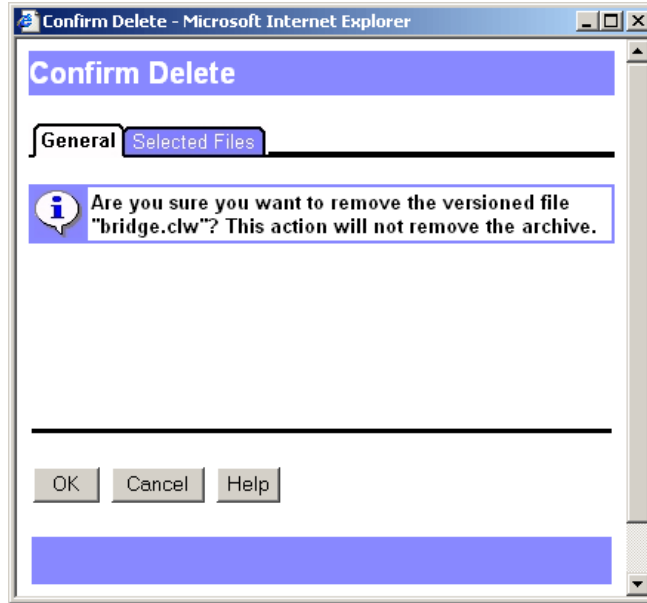 Confirm Delete - Microsoft Internet Explorer
Confirm Delete
General Selected Files
Are you sure you want to remove the versioned file
"bridge.clw"? This action will not remove the archive.
OK Cancel Help